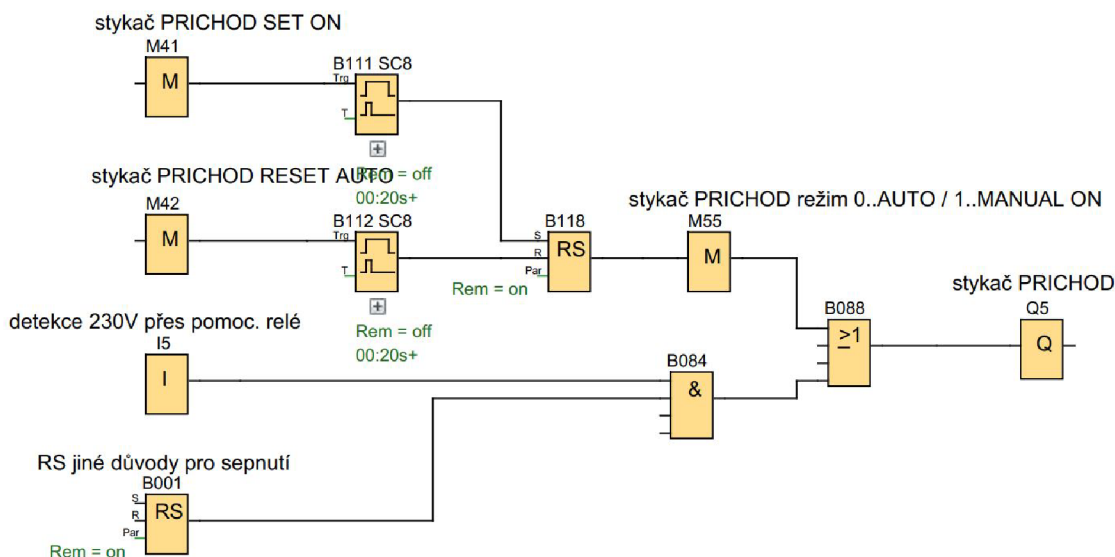 stykač PRICHOD SET ON
M41
M
B111 SC8
Trg
T
Rem = off
00:20s+
stykač PRICHOD RESET AUTO
M42
M
B112 SC8
Trg
T
Rem = off
00:20s+
stykač PRICHOD režim 0..AUTO / 1..MANUAL ON
B118
S
R
Par
RS
Rem = on
M55
M
stykač PRICHOD
Q5
Q
B088
>1
detekce 230V přes pomoc. relé
I5
I
B084
&
RS jiné důvody pro sepnutí
B001
S
R
Par
RS
Rem = on